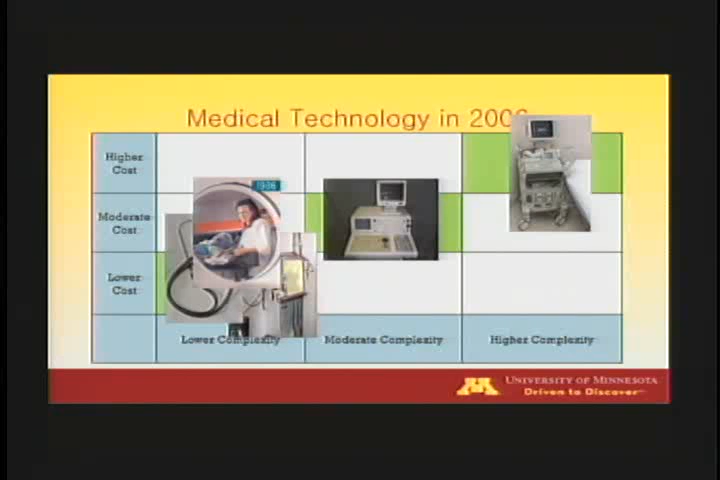 Medical Technology in 2006
Higher
Cost
Moderate
Cost
Lower
Cost
Lower Complexity
Moderate Complexity
Higher Complexity
UNIVERSITY OF MINNESOTA
Driven to Discover